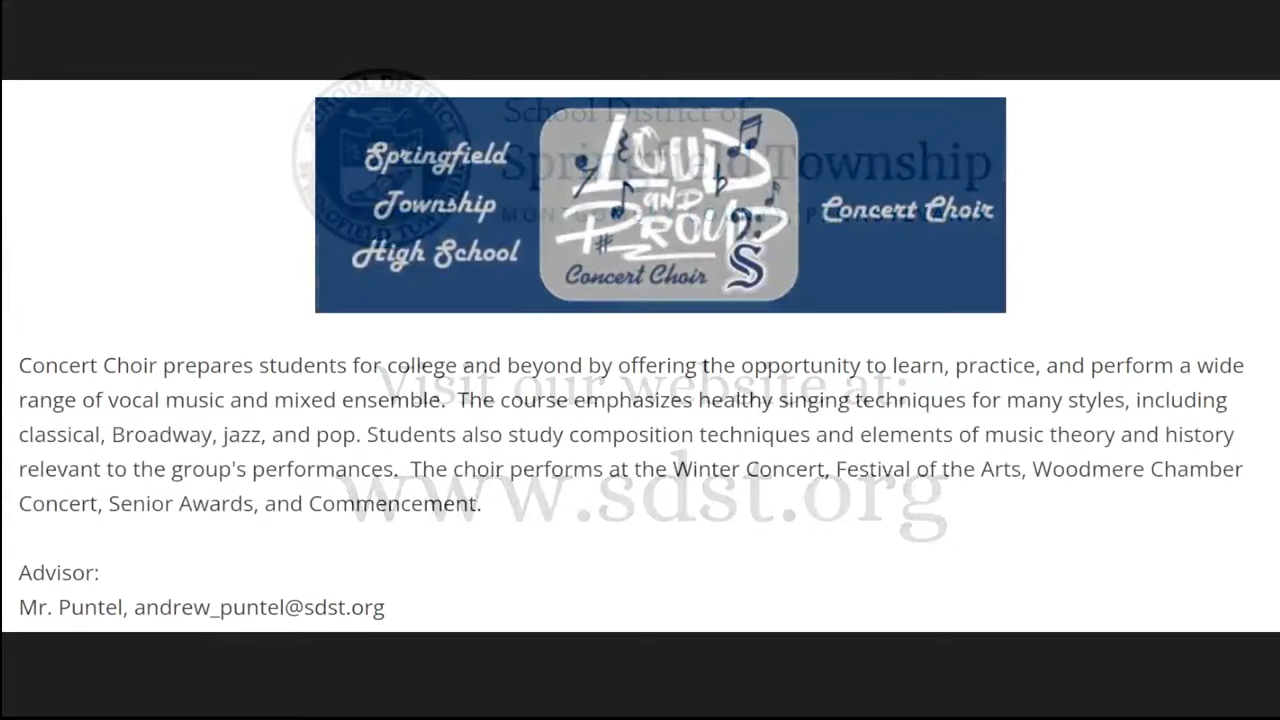 School District of
Springfield Township
Springfield
Township
High School
LOUD
AND
PROUD
Concert Choir
S
Concert Choir
Visit our website at:
www.sdst.org
Concert Choir prepares students for college and beyond by offering the opportunity to learn, practice, and perform a wide
range of vocal music and mixed ensemble.  The course emphasizes healthy singing techniques for many styles, including
classical, Broadway, jazz, and pop. Students also study composition techniques and elements of music theory and history
relevant to the group's performances.  The choir performs at the Winter Concert, Festival of the Arts, Woodmere Chamber
Concert, Senior Awards, and Commencement.
Advisor:
Mr. Puntel, andrew_puntel@sdst.org